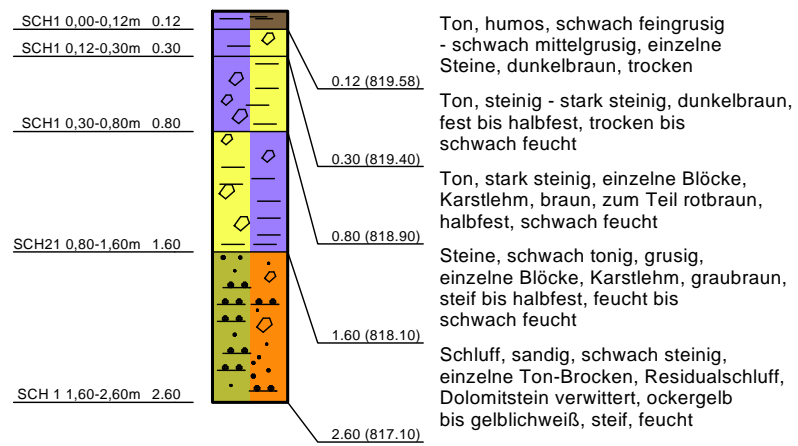 SCH1 0,00-0,12m 0.12
SCH1 0,12-0,30m 0.30
SCH1 0,30-0,80m 0.80
SCH21 0,80-1,60m 1.60
SCH 1 1,60-2,60m 2.60
0.12 (819.58)
0.30 (819.40)
0.80 (818.90)
1.60 (818.10)
2.60 (817.10)
Ton, humos, schwach feingrusig
- schwach mittelgrusig, einzelne
Steine, dunkelbraun, trocken
Ton, steinig - stark steinig, dunkelbraun,
fest bis halbfest, trocken bis
schwach feucht
Ton, stark steinig, einzelne Blöcke,
Karstlehm, braun, zum Teil rotbraun,
halbfest, schwach feucht
Steine, schwach tonig, grusig,
einzelne Blöcke, Karstlehm, graubraun,
steif bis halbfest, feucht bis
schwach feucht
Schluff, sandig, schwach steinig,
einzelne Ton-Brocken, Residualschluff,
Dolomitstein verwittert, ockergelb
bis gelblichweiß, steif, feucht